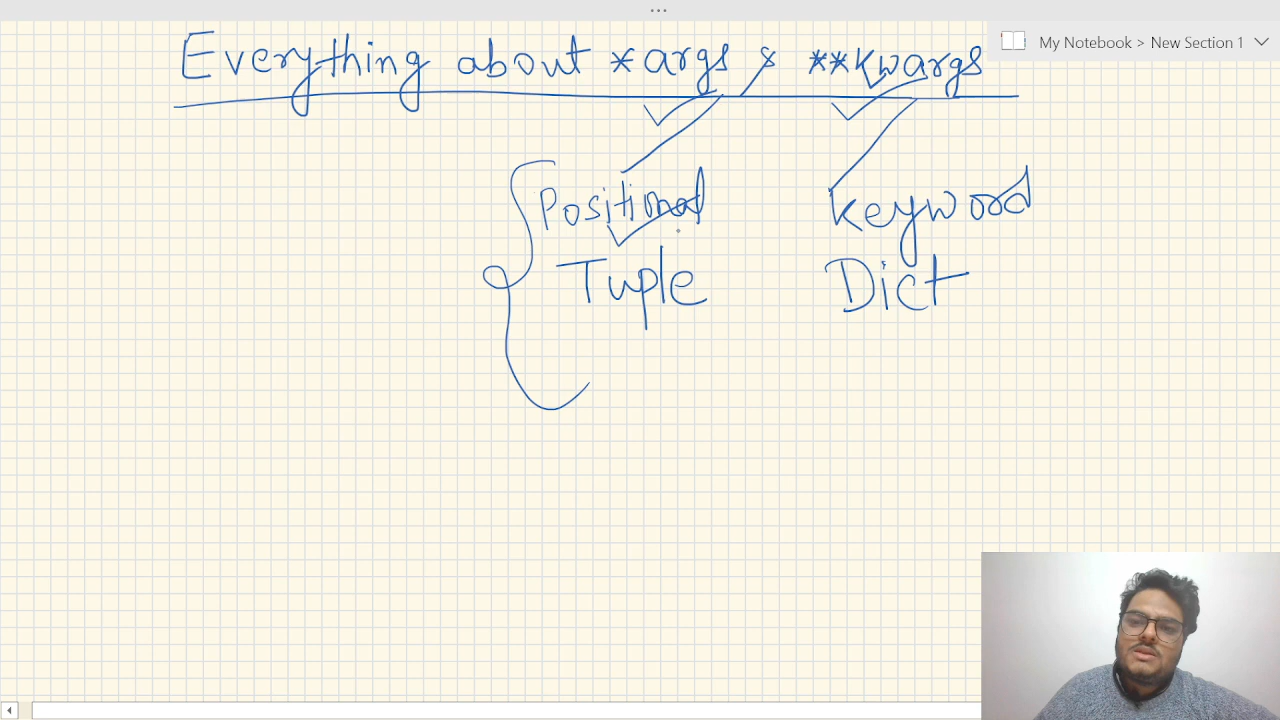 Everything about *args & **kwargs
My Notebook > New Section 1
Positional Keyword
Tuple Dict